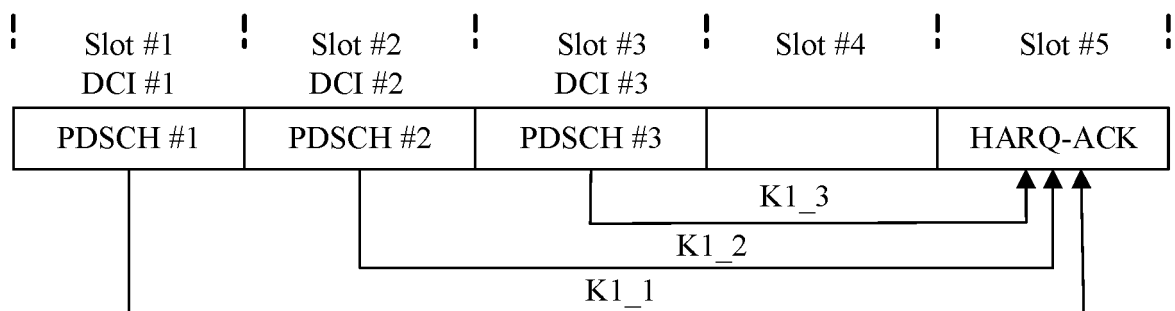 Slot #1 Slot #2 Slot #3 Slot #4 Slot #5
DCI #1 DCI #2 DCI #3
PDSCH #1 PDSCH #2 PDSCH #3 HARQ-ACK
K1_3
K1_2
K1_1